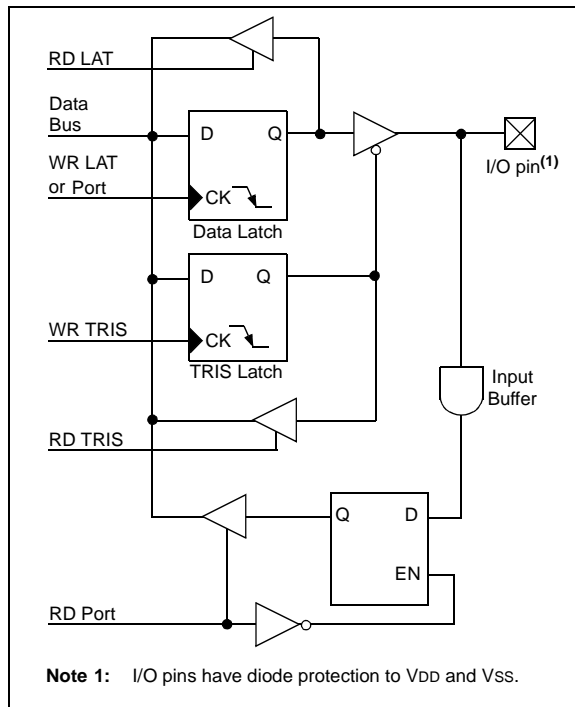 RD LAT
Data
Bus
D Q
WR LAT
or Port
CK
I/O pin(1)
Data Latch
D Q
WR TRIS
CK
TRIS Latch
Input
Buffer
RD TRIS
Q D
EN
RD Port
Note 1: I/O pins have diode protection to VDD and VSS.